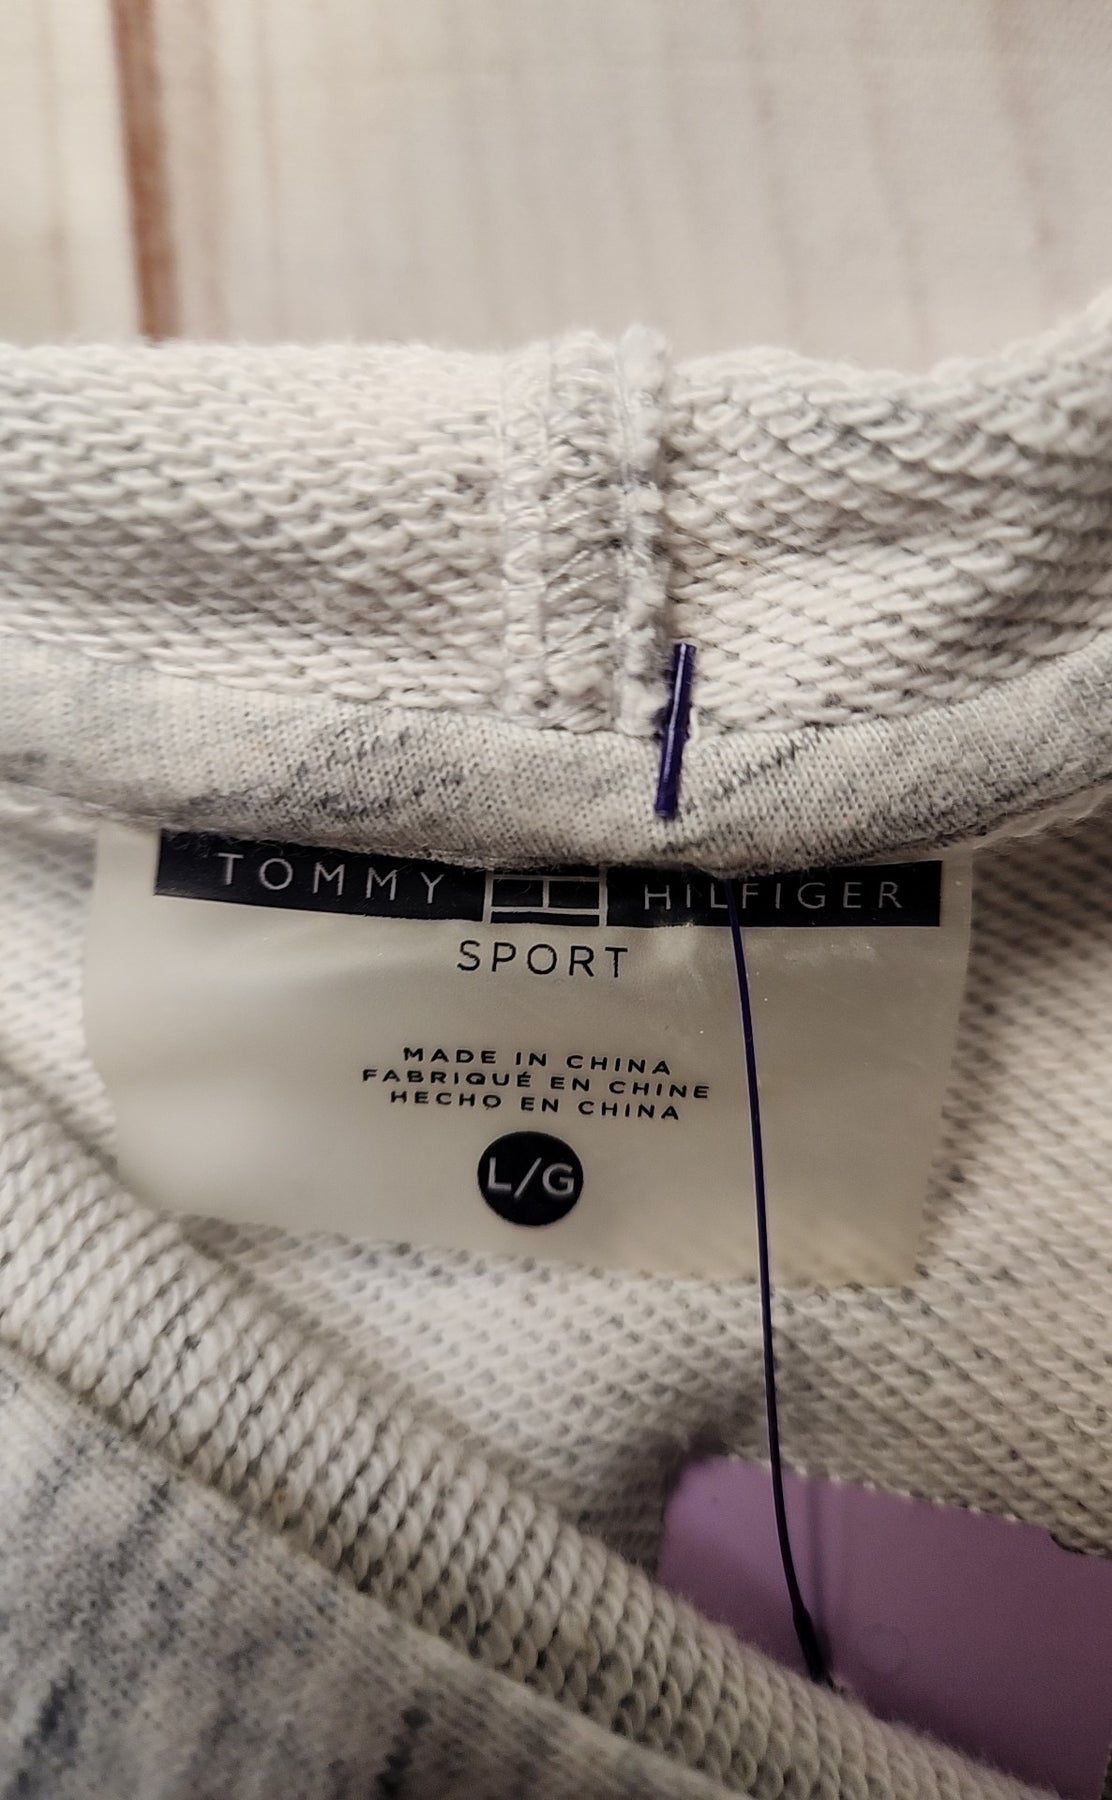 TOMMY HILFIGER
SPORT
MADE IN CHINA
FABRIQUÉ EN CHINE
HECHO EN CHINA
L/G